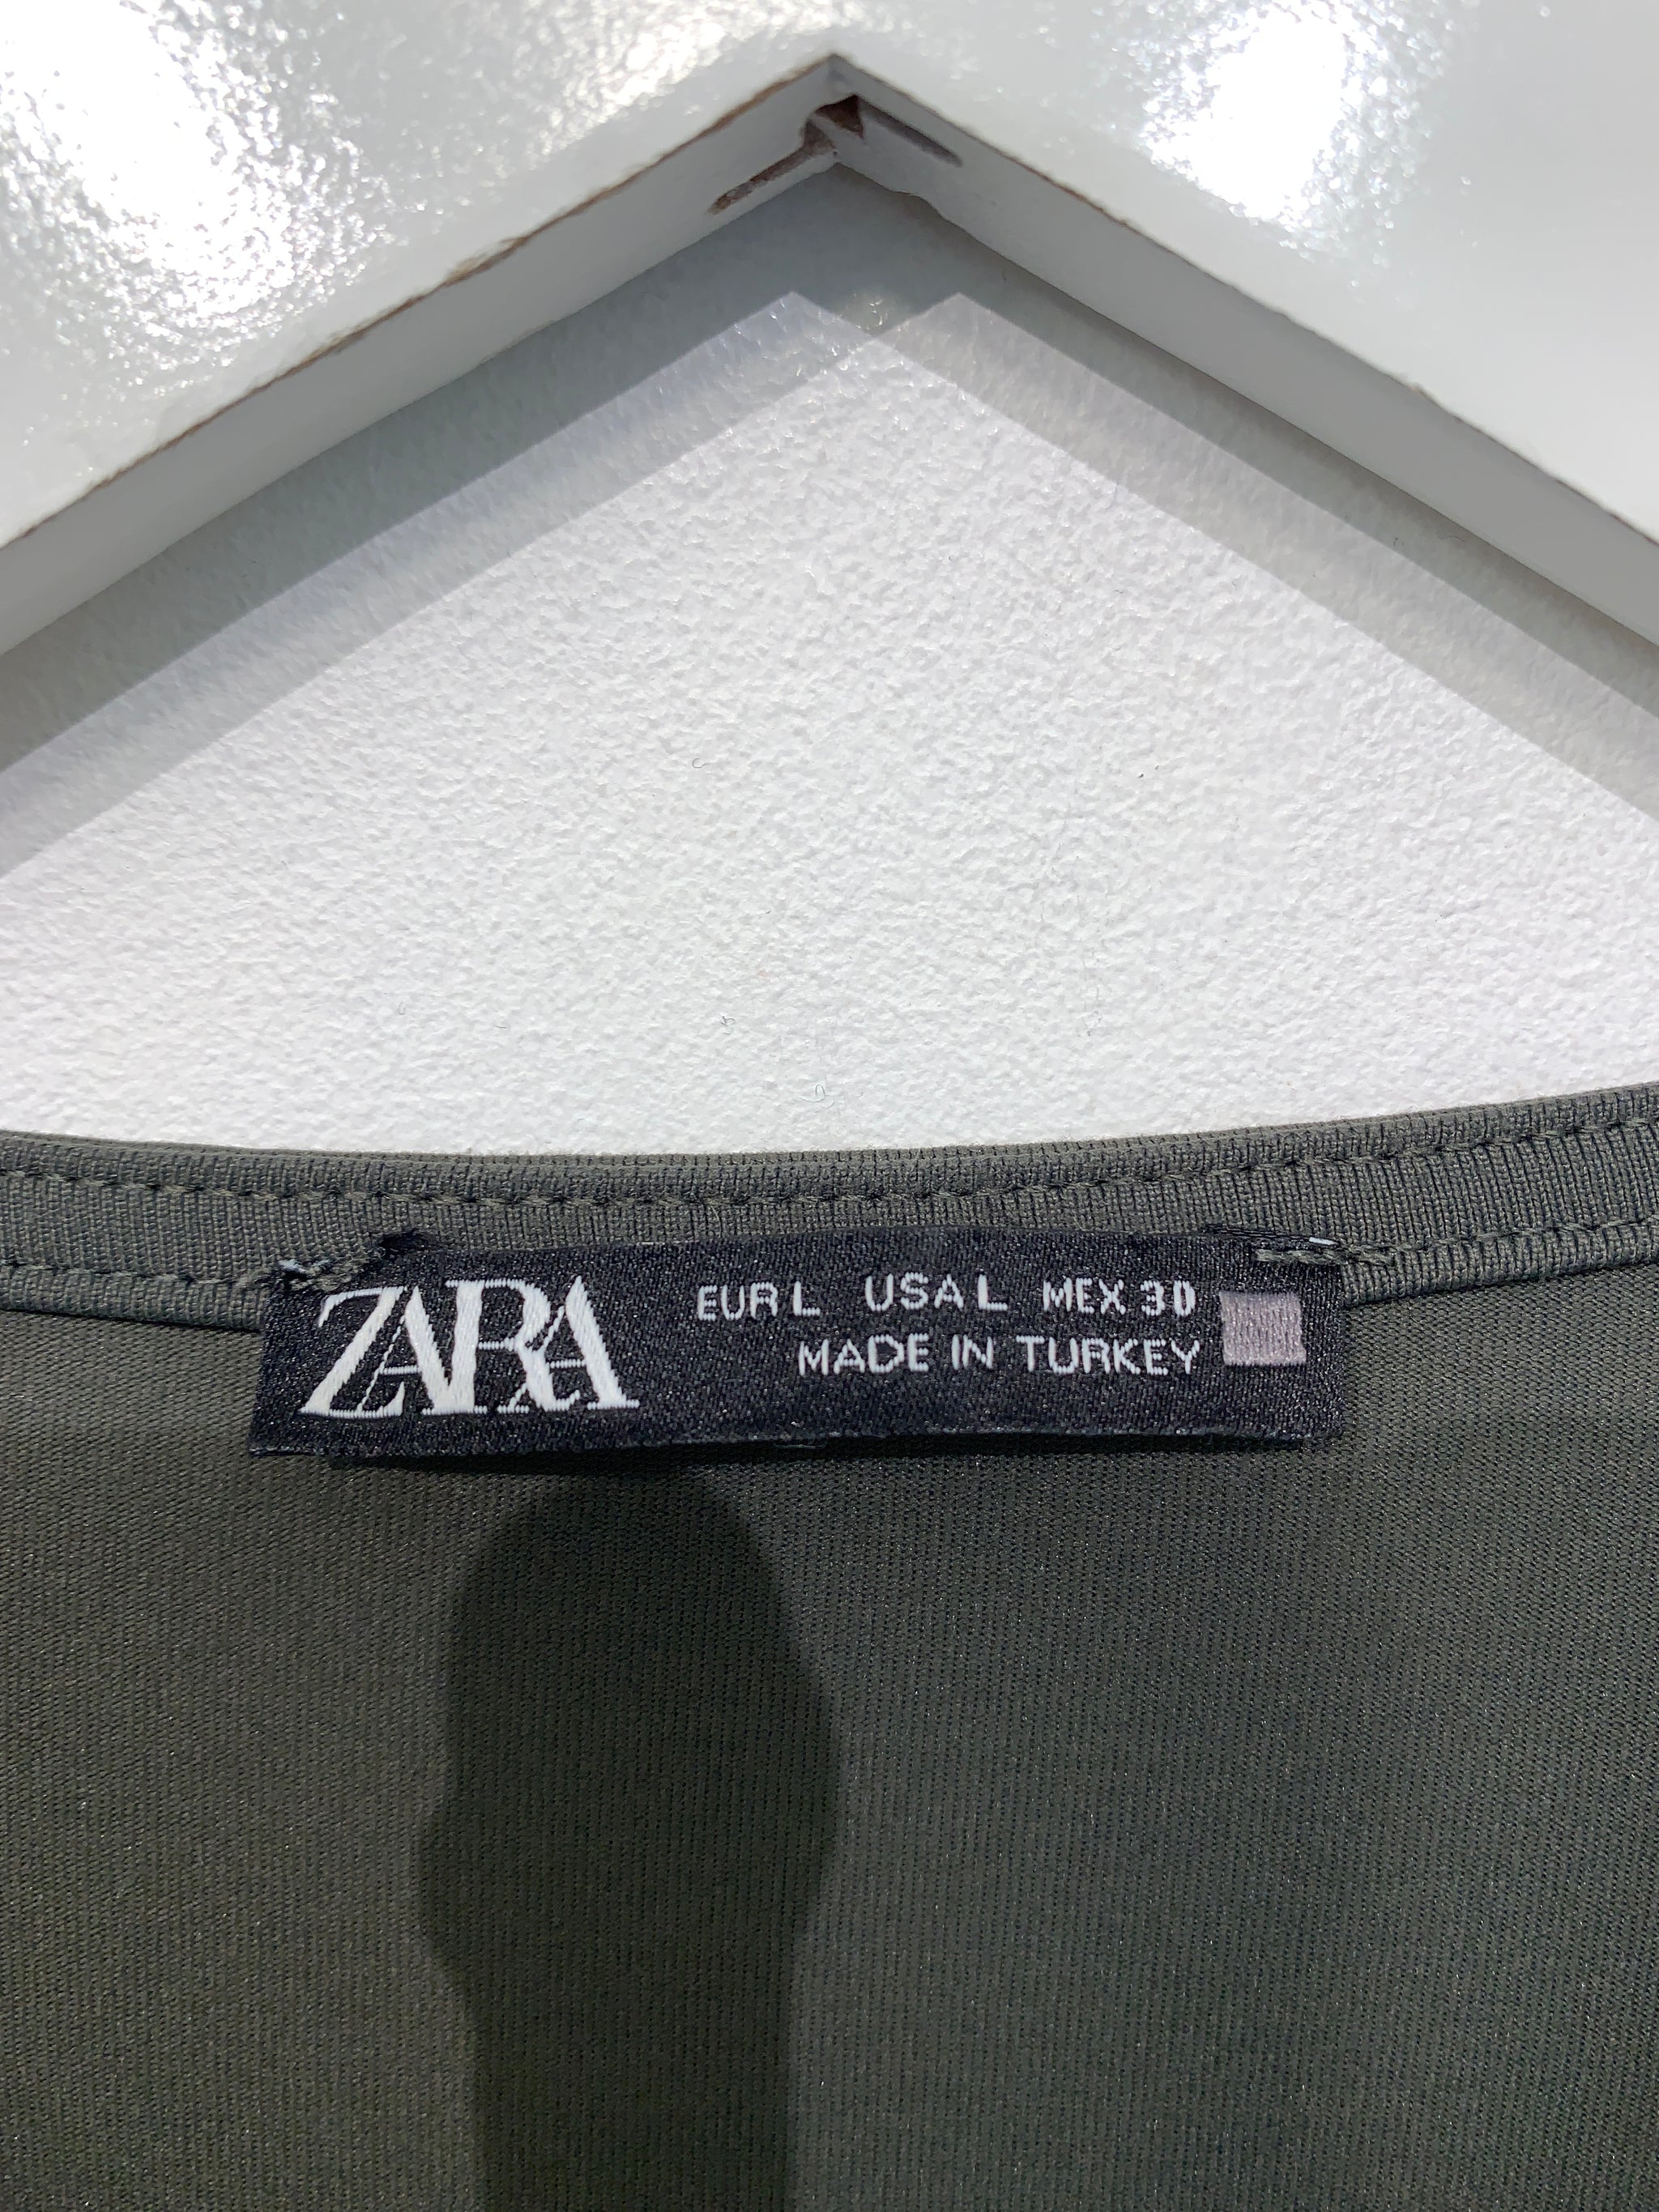 ZARA
EUR L USA L MEX 30
MADE IN TURKEY